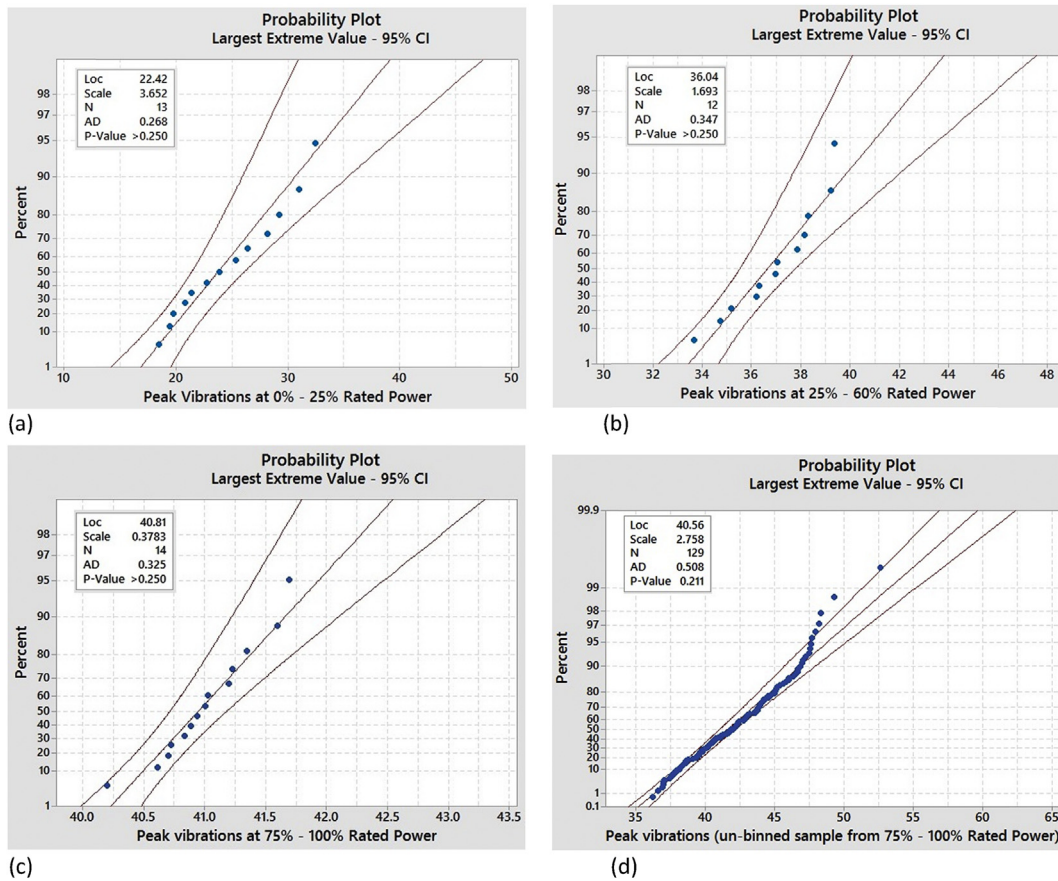 Probability Plot
Largest Extreme Value - 95% CI
Loc 22.42
Scale 3.652
N 13
AD 0.268
P-Value >0.250
Percent
98
97
95
90
80
70
60
50
40
30
20
10
1
10 20 30 40 50
Peak Vibrations at 0% - 25% Rated Power
(a)
Probability Plot
Largest Extreme Value - 95% CI
Loc 36.04
Scale 1.693
N 12
AD 0.347
P-Value >0.250
Percent
98
97
95
90
80
70
60
50
40
30
20
10
1
30 32 34 36 38 40 42 44 46 48
Peak vibrations at 25% - 60% Rated Power
(b)
Probability Plot
Largest Extreme Value - 95% CI
Loc 40.81
Scale 0.3783
N 14
AD 0.325
P-Value >0.250
Percent
98
97
95
90
80
70
60
50
40
30
20
10
1
40.0 40.5 41.0 41.5 42.0 42.5 43.0 43.5
Peak vibrations at 75% - 100% Rated Power
(c)
Probability Plot
Largest Extreme Value - 95% CI
Loc 40.56
Scale 2.758
N 129
AD 0.508
P-Value 0.211
Percent
99.9
99
98
97
95
90
80
70
60
50
40
30
20
10
1
0.1
35 40 45 50 55 60 65
Peak vibrations (un-binned sample from 75% - 100% Rated Power)
(d)